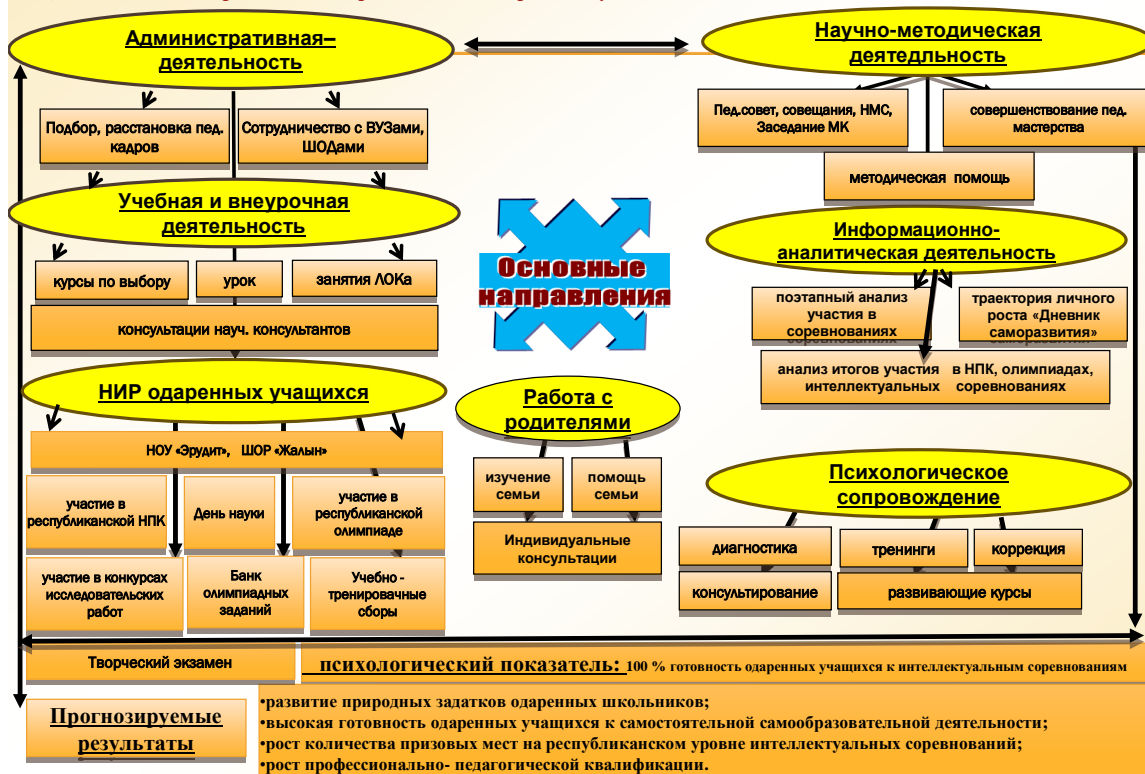 Административная–
деятельность
Научно-методическая
деятедльность
Подбор, расстановка пед.
кадров
Сотрудничество с ВУЗами,
ШОДами
Пед.совет, совещания, НМС,
Заседание МК
совершенствование пед.
мастерства
методическая помощь
Учебная и внеурочная
деятельность
курсы по выбору
урок
занятия ЛОКа
консультации науч. консультантов
Основные
направления
Информационно-
аналитическая деятельность
поэтапный анализ
участия в
соревнованиях
траектория личного
роста «Дневник
саморазвития»
анализ итогов участия в НПК, олимпиадах,
интеллектуальных соревнованиях
НИР одаренных учащихся
НОУ «Эрудит», ШОР «Жалын»
участие в
республиканской НПК
День науки
участие в
республиканской
олимпиаде
участие в конкурсах
исследовательских
работ
Банк
олимпиадных
заданий
Учебно -
тренировачные
сборы
Работа с
родителями
изучение
семьи
помощь
семьи
Индивидуальные
консультации
Психологическое
сопровождение
диагностика
тренинги
коррекция
консультирование
развивающие курсы
Творческий экзамен
психологический показатель: 100 % готовность одаренных учащихся к интеллектуальным соревнованиям
Прогнозируемые
результаты
•развитие природных задатков одаренных школьников;
•высокая готовность одаренных учащихся к самостоятельной самообразовательной деятельности;
•рост количества призовых мест на республиканском уровне интеллектуальных соревнований;
•рост профессионально- педагогической квалификации.